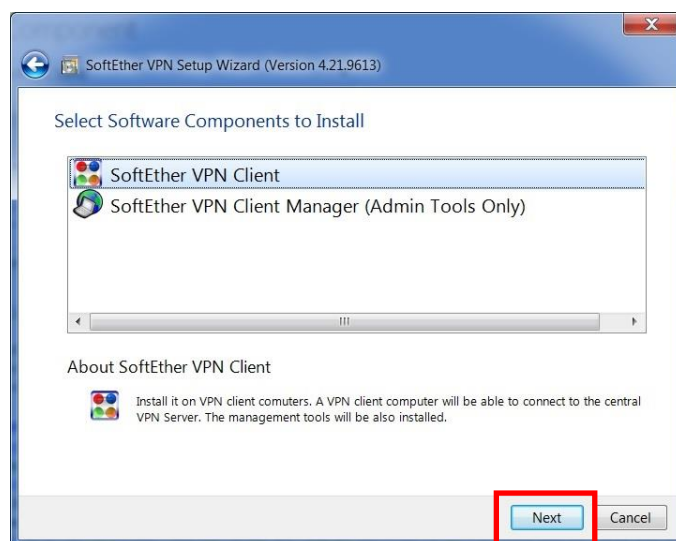 SoftEther VPN Setup Wizard (Version 4.21.9613)
Select Software Components to Install
SoftEther VPN Client
SoftEther VPN Client Manager (Admin Tools Only)
About SoftEther VPN Client
Install it on VPN client comuters. A VPN client computer will be able to connect to the central
VPN Server. The management tools will be also installed.
Next
Cancel